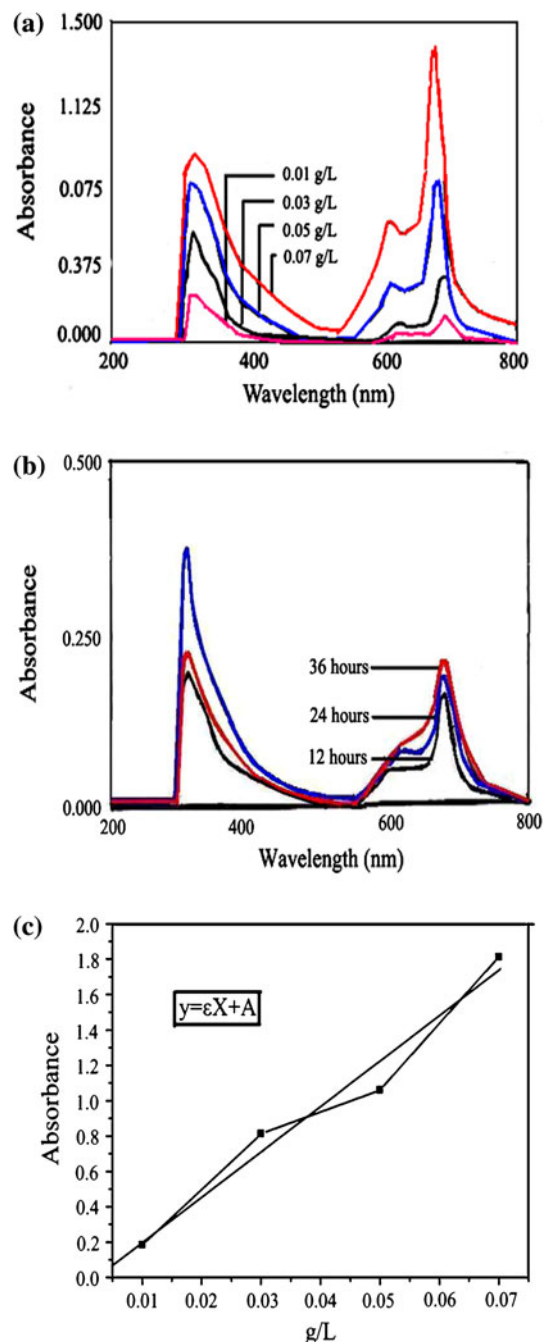 (a)
1.500
1.125
0.075
0.375
0.000
Absorbance
0.01 g/L
0.03 g/L
0.05 g/L
0.07 g/L
200
400
600
800
Wavelength (nm)
(b)
0.500
0.250
0.000
Absorbance
36 hours
24 hours
12 hours
200
400
600
800
Wavelength (nm)
(c)
2.0
1.8
1.6
1.4
1.2
1.0
0.8
0.6
0.4
0.2
0.0
Absorbance
y=εX+A
0.01
0.02
0.03
0.04
0.05
0.06
0.07
g/L